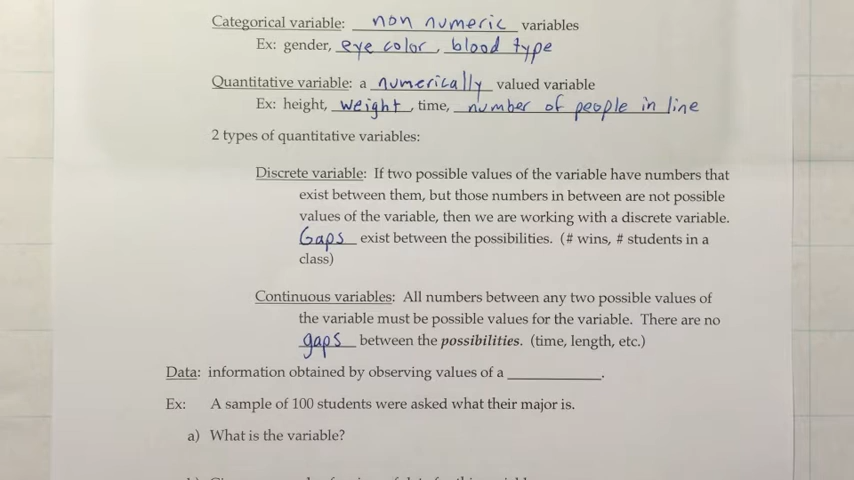 Categorical variable: non numeric variables
Ex: gender, eye color, blood type
Quantitative variable: a numerically valued variable
Ex: height, weight, time, number of people in line
2 types of quantitative variables:
Discrete variable: If two possible values of the variable have numbers that
exist between them, but those numbers in between are not possible
values of the variable, then we are working with a discrete variable.
Gaps exist between the possibilities. (# wins, # students in a
class)
Continuous variables: All numbers between any two possible values of
the variable must be possible values for the variable. There are no
gaps between the possibilities. (time, length, etc.)
Data: information obtained by observing values of a ____________.
Ex: A sample of 100 students were asked what their major is.
a) What is the variable?